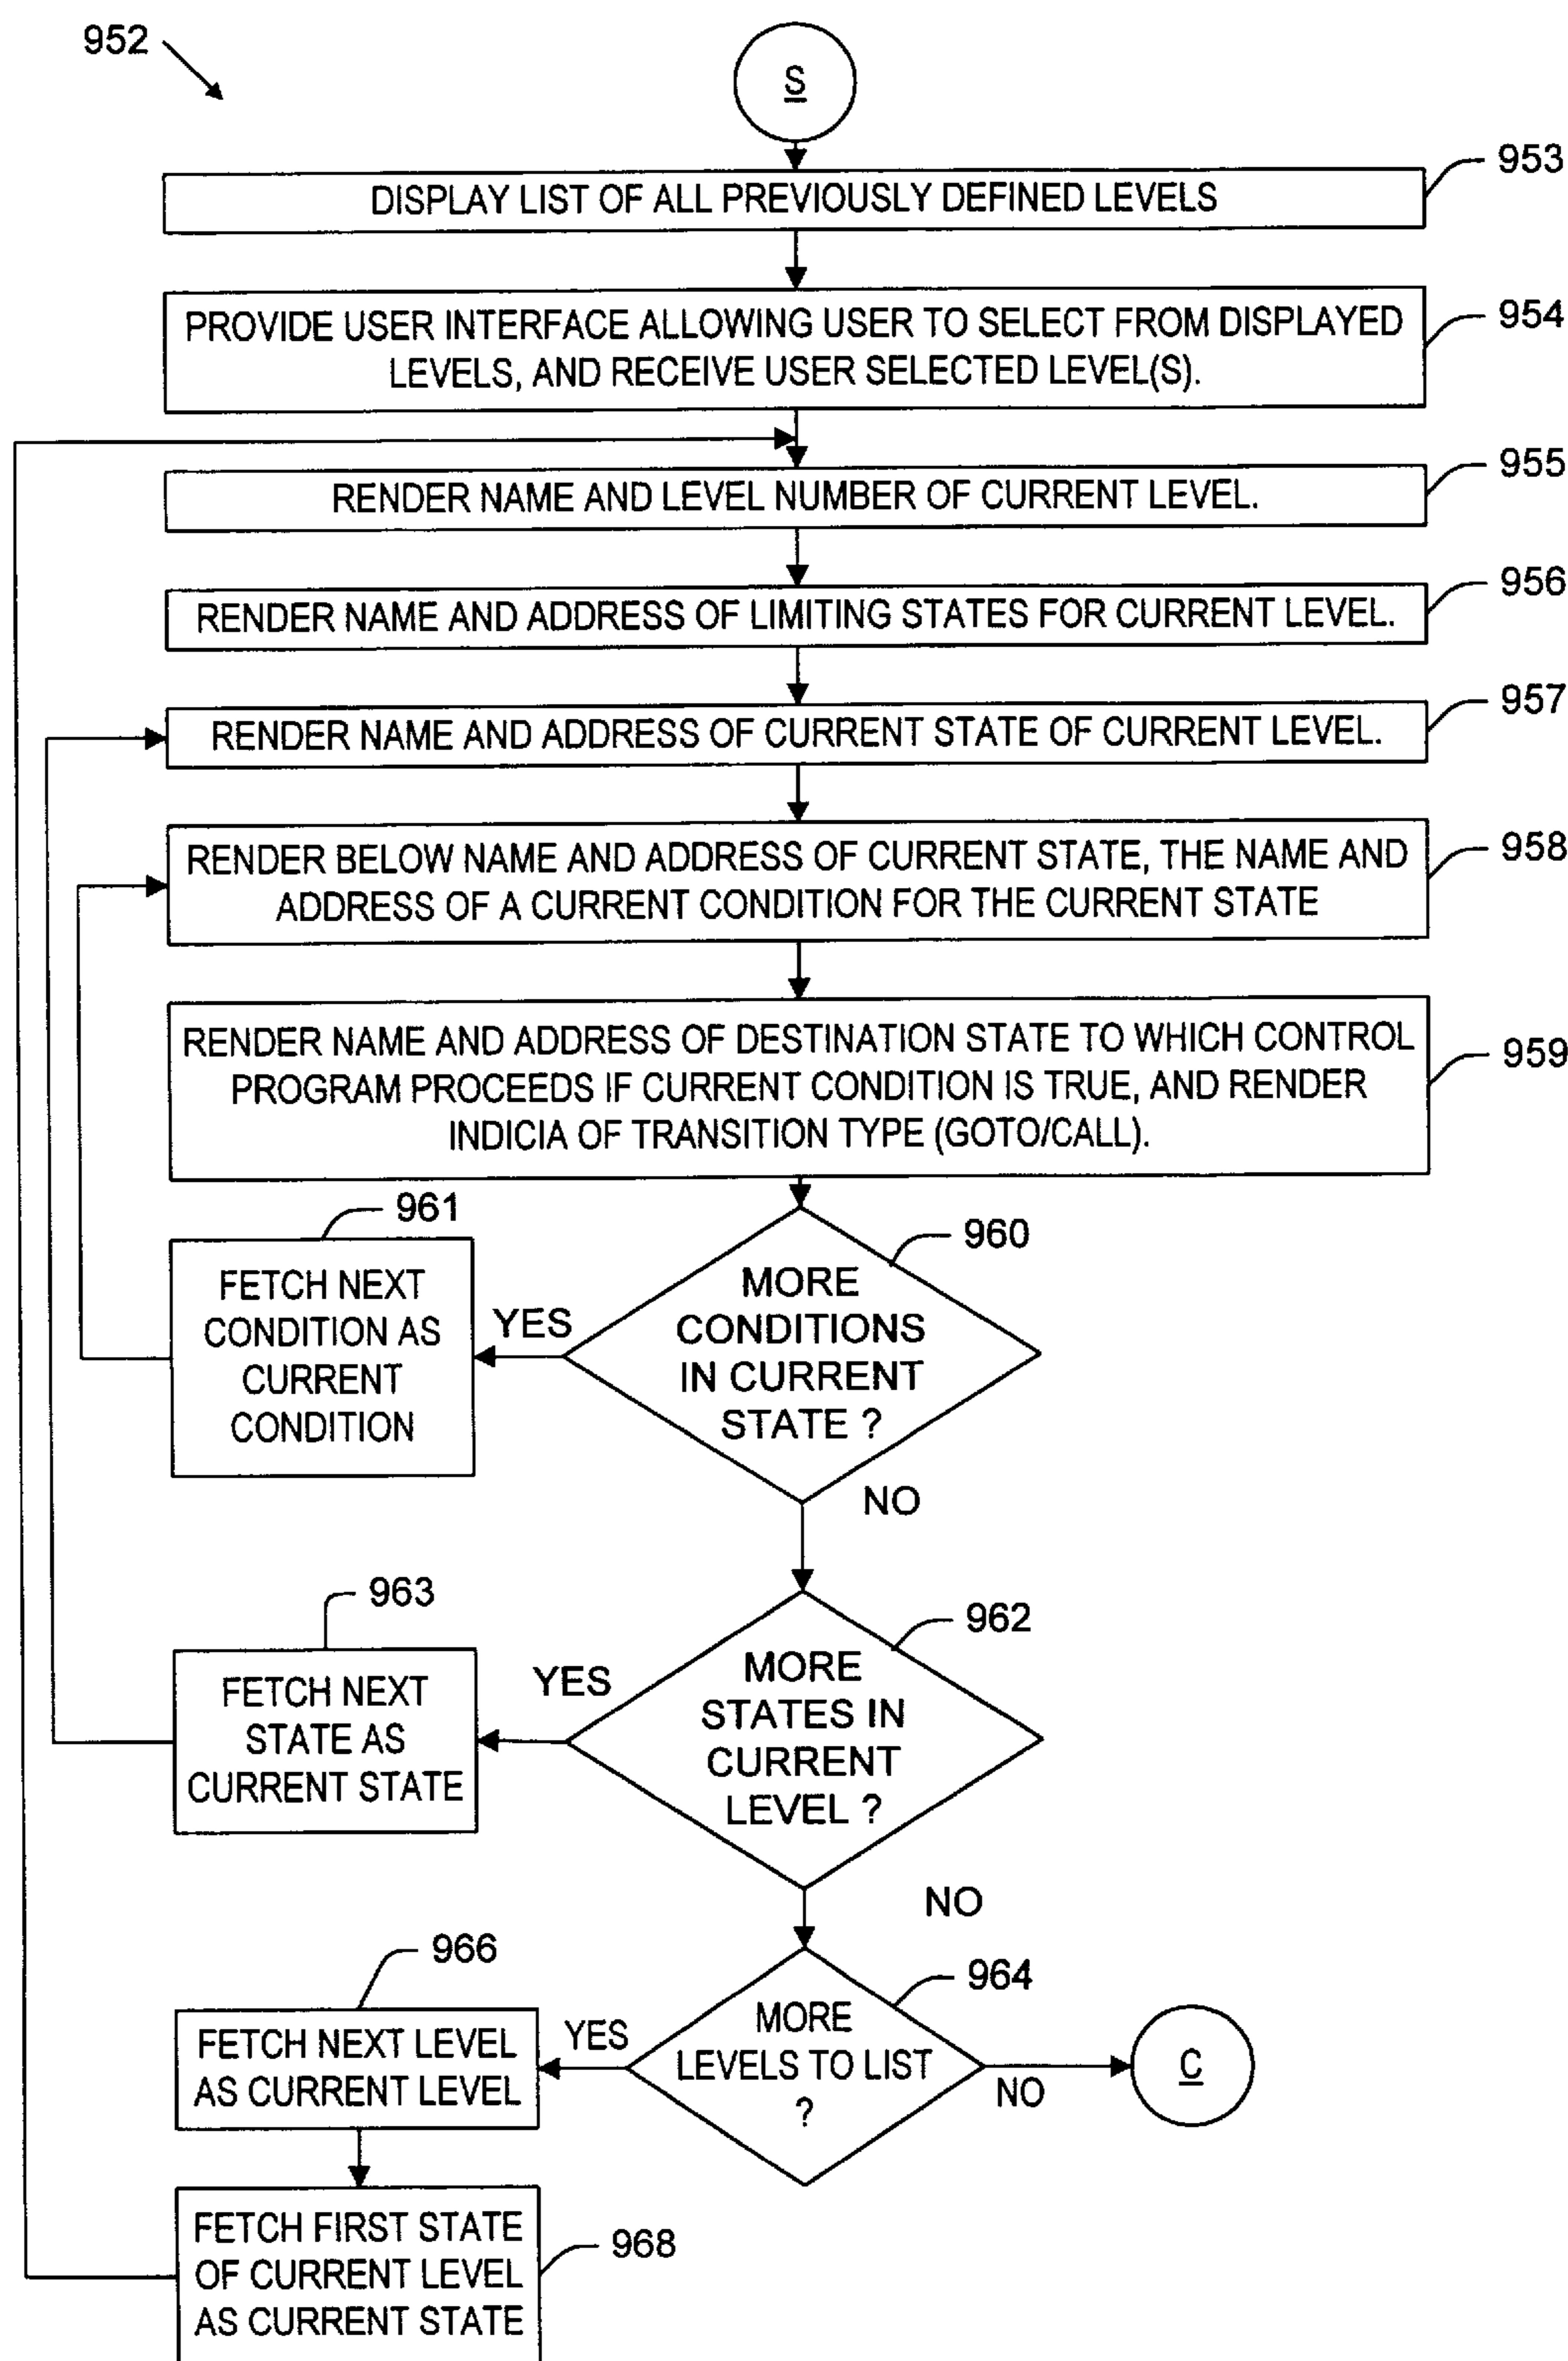 952
S
953
DISPLAY LIST OF ALL PREVIOUSLY DEFINED LEVELS
954
PROVIDE USER INTERFACE ALLOWING USER TO SELECT FROM DISPLAYED
LEVELS, AND RECEIVE USER SELECTED LEVEL(S).
955
RENDER NAME AND LEVEL NUMBER OF CURRENT LEVEL.
956
RENDER NAME AND ADDRESS OF LIMITING STATES FOR CURRENT LEVEL.
957
RENDER NAME AND ADDRESS OF CURRENT STATE OF CURRENT LEVEL.
958
RENDER BELOW NAME AND ADDRESS OF CURRENT STATE, THE NAME AND
ADDRESS OF A CURRENT CONDITION FOR THE CURRENT STATE
959
RENDER NAME AND ADDRESS OF DESTINATION STATE TO WHICH CONTROL
PROGRAM PROCEEDS IF CURRENT CONDITION IS TRUE, AND RENDER
INDICIA OF TRANSITION TYPE (GOTO/CALL).
961
FETCH NEXT
CONDITION AS
CURRENT
CONDITION
YES
960
MORE
CONDITIONS
IN CURRENT
STATE ?
NO
963
FETCH NEXT
STATE AS
CURRENT STATE
YES
962
MORE
STATES IN
CURRENT
LEVEL ?
NO
966
FETCH NEXT LEVEL
AS CURRENT LEVEL
YES
964
MORE
LEVELS TO LIST
?
NO
C
FETCH FIRST STATE
OF CURRENT LEVEL
AS CURRENT STATE
968